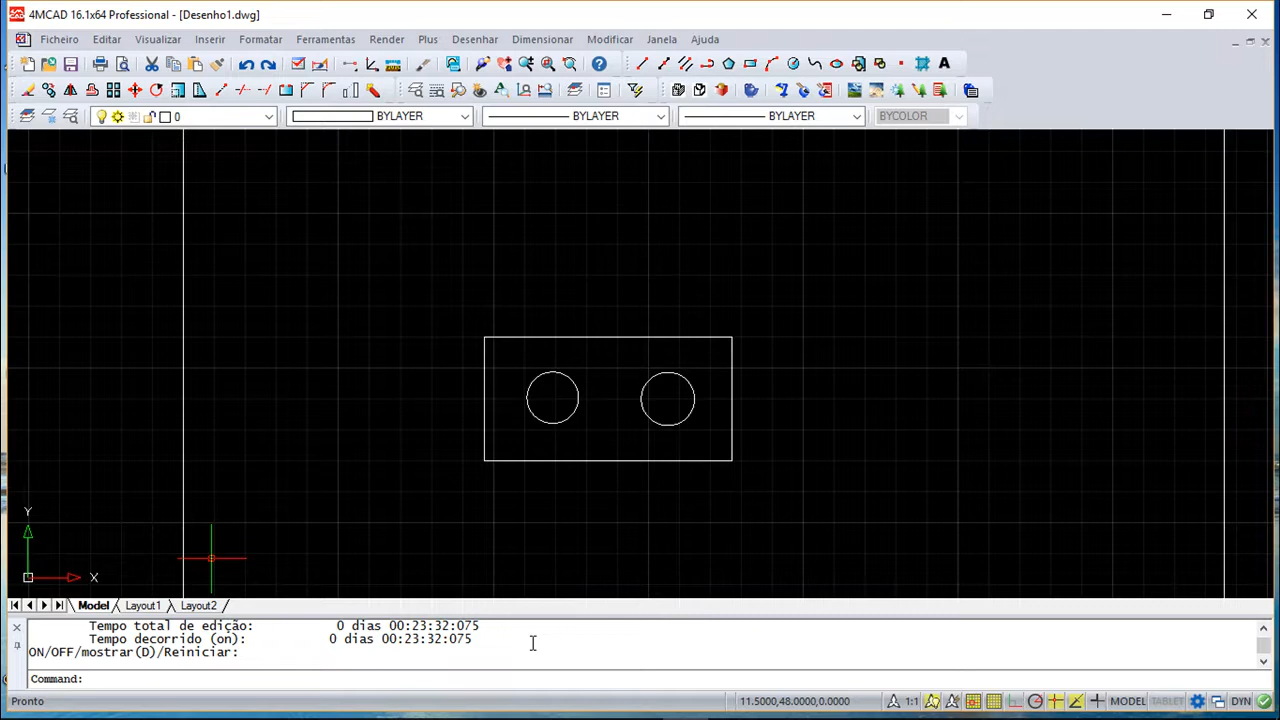 4MCAD 16.1x64 Professional - [Desenho1.dwg]
Ficheiro Editar Visualizar Inserir Formatar Ferramentas Render Plus Desenhar Dimensionar Modificar Janela Ajuda
0 BYLAYER BYLAYER BYLAYER BYCOLOR
Y
X
Model Layout1 Layout2
Tempo total de edição: 0 dias 00:23:32:075
Tempo decorrido (on): 0 dias 00:23:32:075
ON/OFF/mostrar(D)/Reiniciar:
Command:
Pronto 11.5000,48.0000,0.0000 1:1 MODEL TABLET DYN